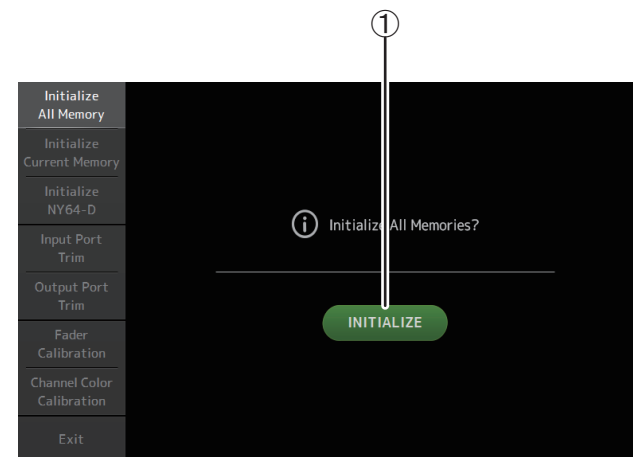 ①
Initialize
All Memory
Initialize
Current Memory
Initialize
NY64-D
Input Port
Trim
Output Port
Trim
Fader
Calibration
Channel Color
Calibration
Exit
Initialize All Memories?
INITIALIZE